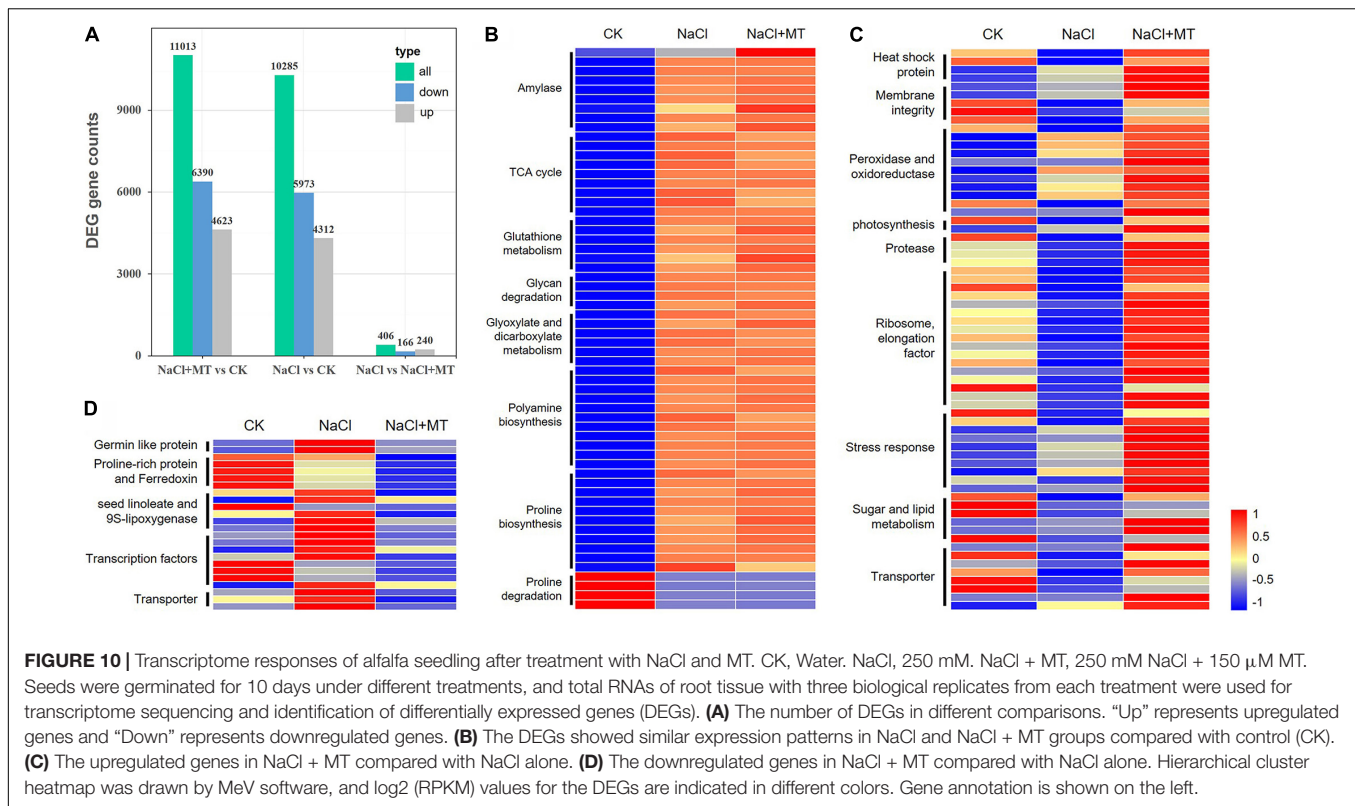 A
11013
10285
type
all
down
up
9000
6390
5973
6000
4623
4312
3000
406
166
240
0
DEG gene counts
NaCl+MT vs CK
NaCl vs CK
NaCl vs NaCl+MT
B
CK
NaCl
NaCl+MT
Amylase
TCA cycle
Glutathione
metabolism
Glycan
degradation
Glyoxylate and
dicarboxylate
metabolism
Polyamine
biosynthesis
Proline
biosynthesis
Proline
degradation
C
CK
NaCl
NaCl+MT
Heat shock
protein
Membrane
integrity
Peroxidase and
oxidoreductase
photosynthesis
Protease
Ribosome,
elongation
factor
Stress response
Sugar and lipid
metabolism
Transporter
1
0.5
0
-0.5
-1
D
CK
NaCl
NaCl+MT
Germin like protein
Proline-rich protein
and Ferredoxin
seed linoleate and
9S-lipoxygenase
Transcription factors
Transporter
FIGURE 10 | Transcriptome responses of alfalfa seedling after treatment with NaCl and MT. CK, Water. NaCl, 250 mM. NaCl + MT, 250 mM NaCl + 150 μM MT.
Seeds were germinated for 10 days under different treatments, and total RNAs of root tissue with three biological replicates from each treatment were used for
transcriptome sequencing and identification of differentially expressed genes (DEGs). (A) The number of DEGs in different comparisons. “Up” represents upregulated
genes and “Down” represents downregulated genes. (B) The DEGs showed similar expression patterns in NaCl and NaCl + MT groups compared with control (CK).
(C) The upregulated genes in NaCl + MT compared with NaCl alone. (D) The downregulated genes in NaCl + MT compared with NaCl alone. Hierarchical cluster
heatmap was drawn by MeV software, and log2 (RPKM) values for the DEGs are indicated in different colors. Gene annotation is shown on the left.